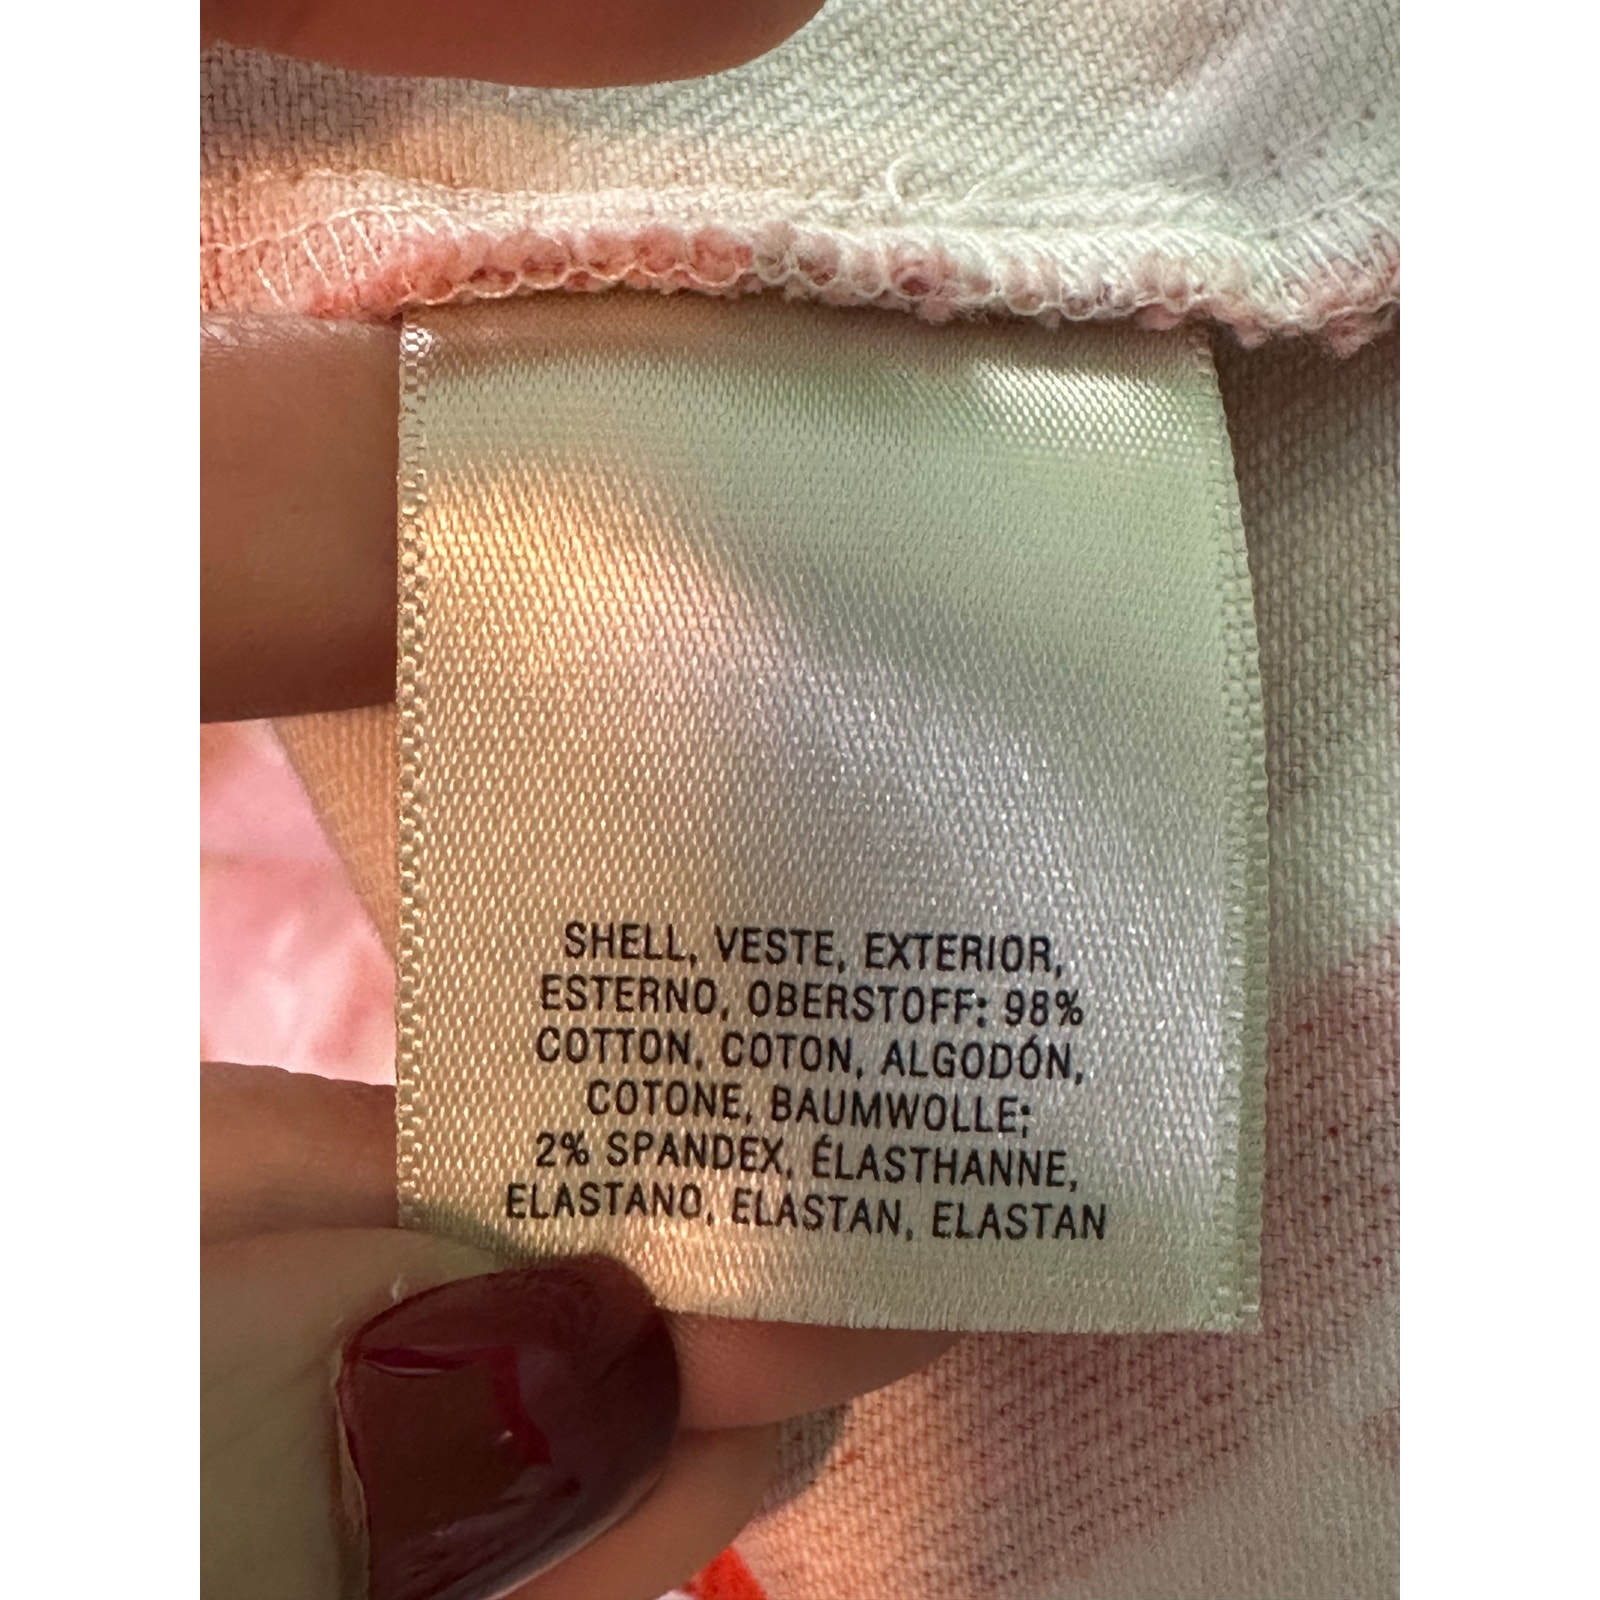 SHELL, VESTE, EXTERIOR,
ESTERNO, OBERSTOFF: 98%
COTTON, COTON, ALGODÓN,
COTONE, BAUMWOLLE;
2% SPANDEX, ÉLASTHANNE,
ELASTANO, ELASTAN, ELASTAN